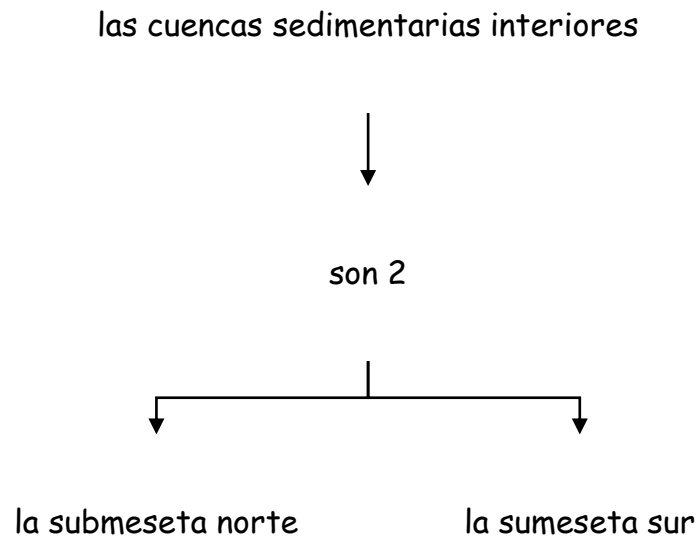 las cuencas sedimentarias interiores
son 2
la submeseta norte
la sumeseta sur